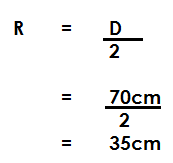 R = D
2
= 70cm
2
= 35cm